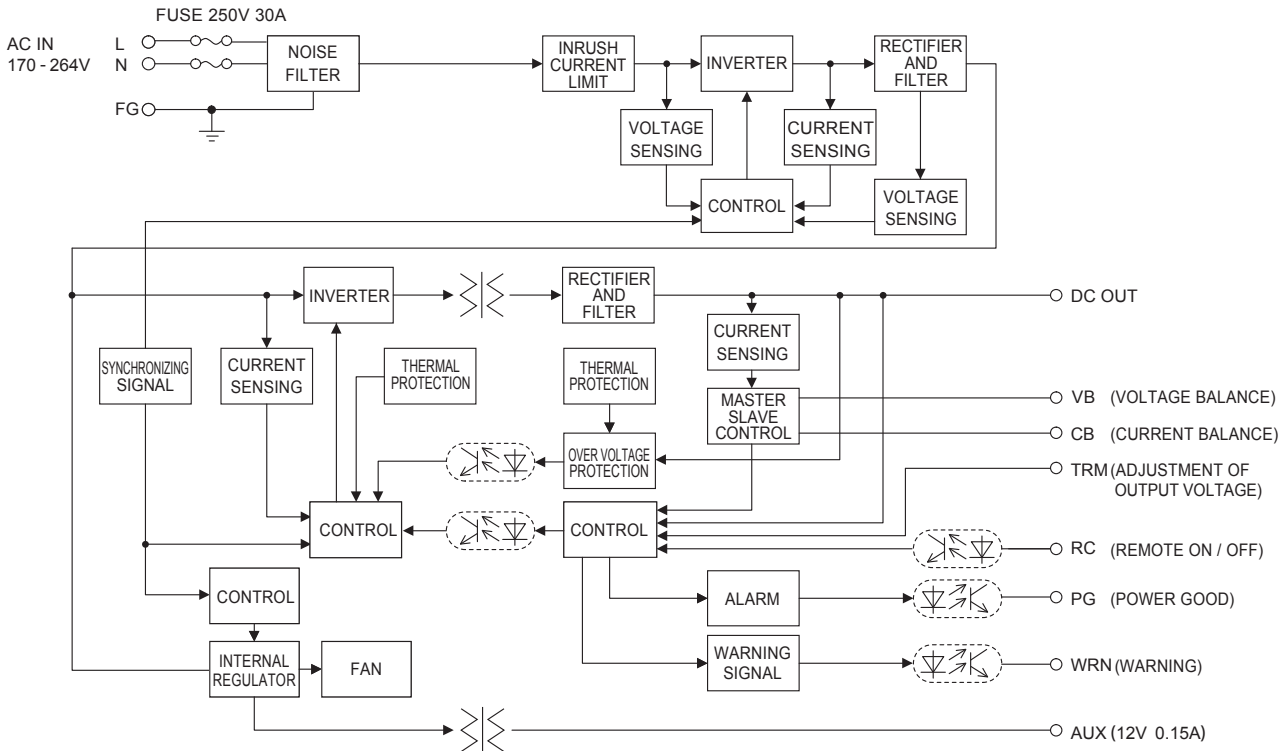 FUSE 250V 30A
AC IN
170 - 264V
L
N
FG
NOISE
FILTER
INRUSH
CURRENT
LIMIT
INVERTER
RECTIFIER
AND
FILTER
VOLTAGE
SENSING
CURRENT
SENSING
CONTROL
VOLTAGE
SENSING
INVERTER
RECTIFIER
AND
FILTER
DC OUT
SYNCHRONIZING
SIGNAL
CURRENT
SENSING
THERMAL
PROTECTION
THERMAL
PROTECTION
CURRENT
SENSING
MASTER
SLAVE
CONTROL
VB (VOLTAGE BALANCE)
CB (CURRENT BALANCE)
OVER VOLTAGE
PROTECTION
TRM (ADJUSTMENT OF
OUTPUT VOLTAGE)
CONTROL
CONTROL
RC (REMOTE ON / OFF)
CONTROL
ALARM
PG (POWER GOOD)
INTERNAL
REGULATOR
FAN
WARNING
SIGNAL
WRN (WARNING)
AUX (12V 0.15A)